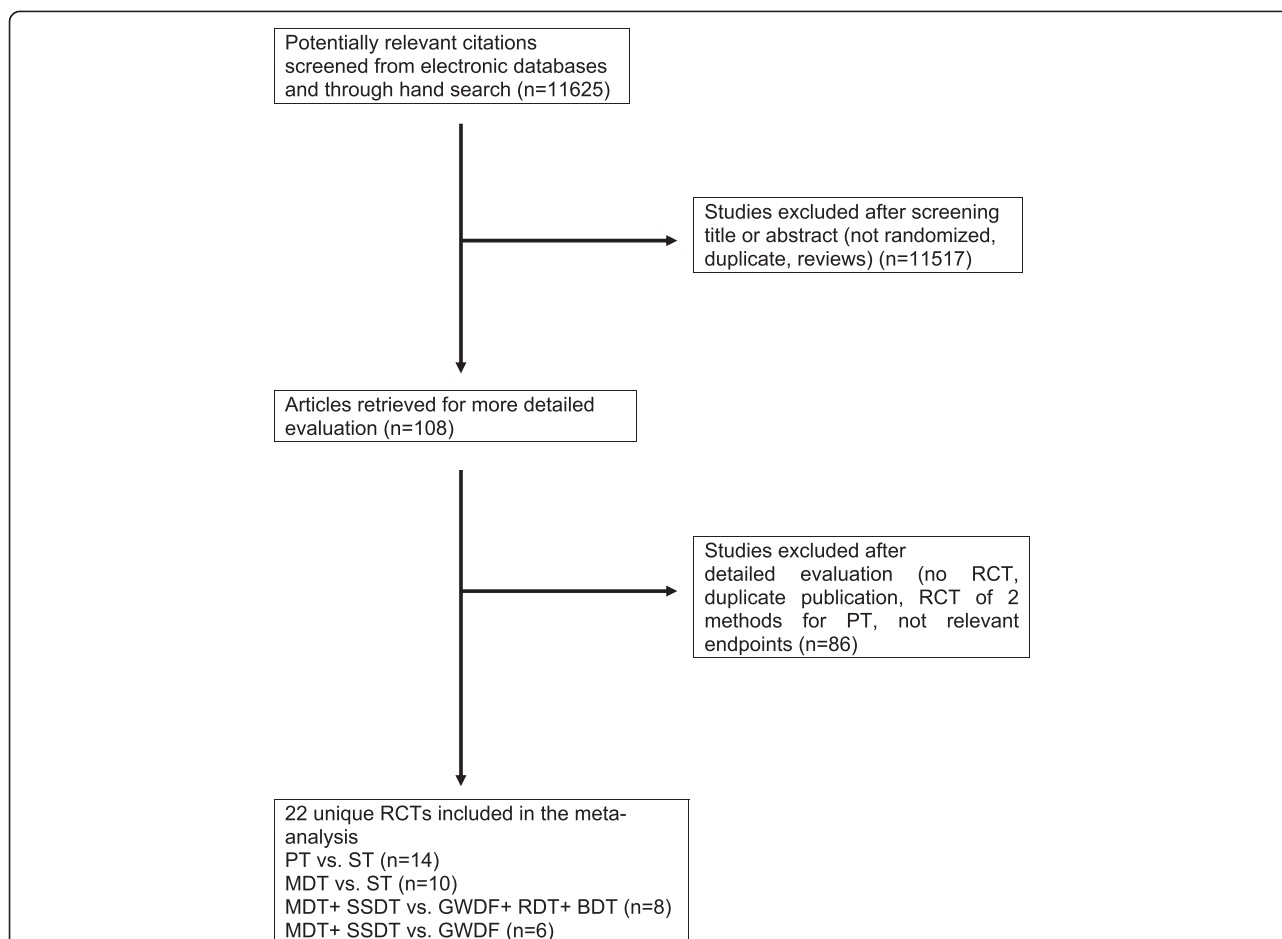 Potentially relevant citations
screened from electronic databases
and through hand search (n=11625)
Studies excluded after screening
title or abstract (not randomized,
duplicate, reviews) (n=11517)
Articles retrieved for more detailed
evaluation (n=108)
Studies excluded after
detailed evaluation (no RCT,
duplicate publication, RCT of 2
methods for PT, not relevant
endpoints (n=86)
22 unique RCTs included in the meta-
analysis
PT vs. ST (n=14)
MDT vs. ST (n=10)
MDT+ SSDT vs. GWDF+ RDT+ BDT (n=8)
MDT+ SSDT vs. GWDF (n=6)